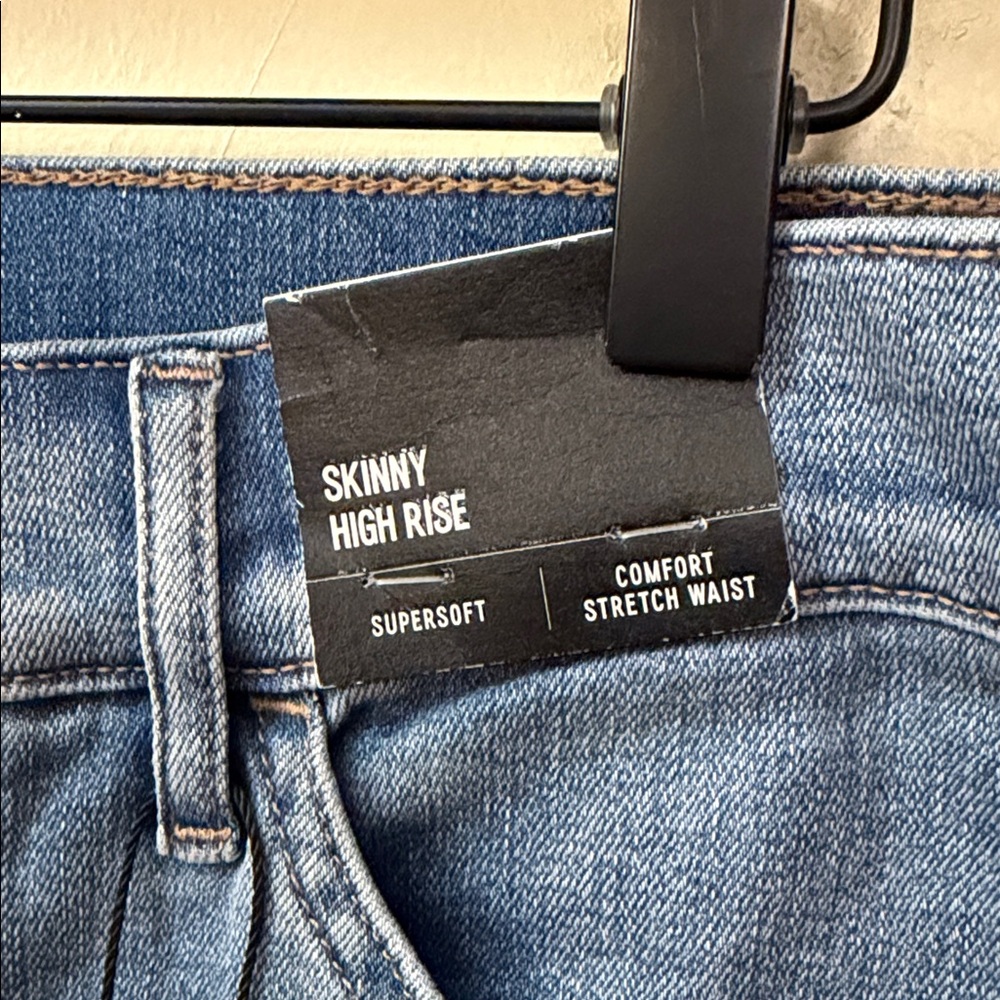 SKINNY
HIGH RISE
SUPERSOFT
COMFORT
STRETCH WAIST